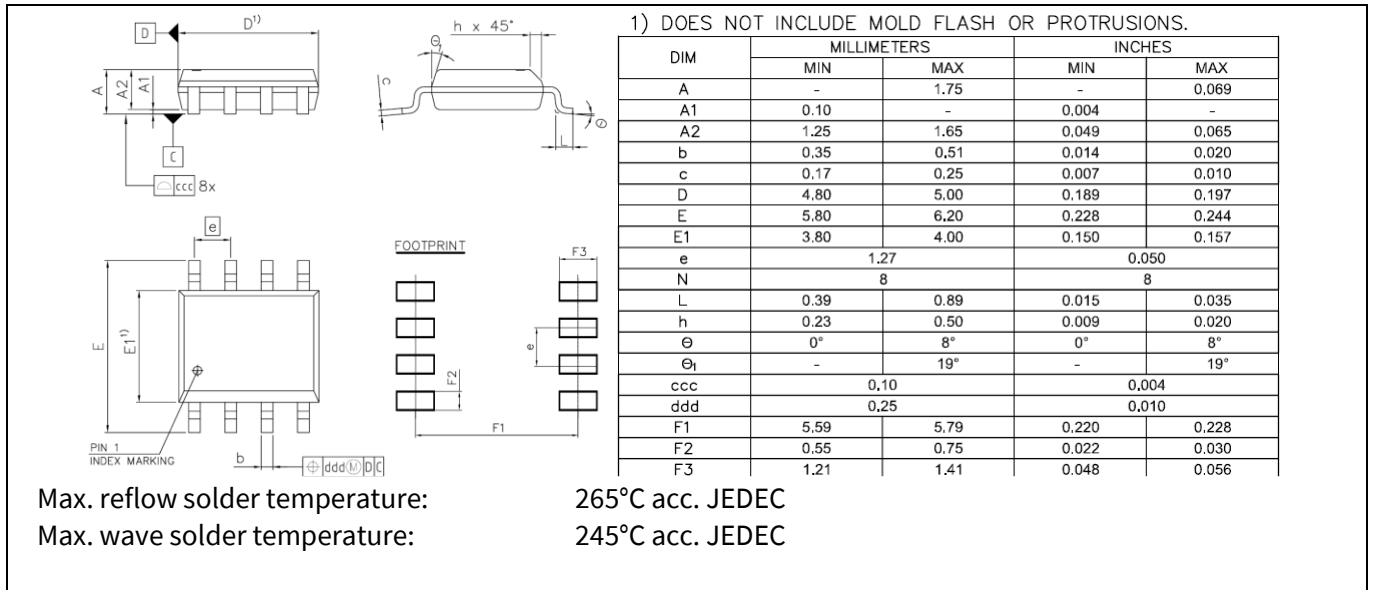 1) DOES NOT INCLUDE MOLD FLASH OR PROTRUSIONS.
D
D1)
h x 45°
Θ1
A
A2
A1
c
Θ
L
C
ccc 8x
e
E
E11)
PIN 1
INDEX MARKING
b
ddd Ⓜ D C
FOOTPRINT
F3
e
F2
F1
DIM MILLIMETERS INCHES
MIN MAX MIN MAX
A - 1.75 - 0.069
A1 0.10 - 0.004 -
A2 1.25 1.65 0.049 0.065
b 0.35 0.51 0.014 0.020
c 0.17 0.25 0.007 0.010
D 4.80 5.00 0.189 0.197
E 5.80 6.20 0.228 0.244
E1 3.80 4.00 0.150 0.157
e 1.27 0.050
N 8 8
L 0.39 0.89 0.015 0.035
h 0.23 0.50 0.009 0.020
Θ 0° 8° 0° 8°
Θ1 - 19° - 19°
ccc 0.10 0.004
ddd 0.25 0.010
F1 5.59 5.79 0.220 0.228
F2 0.55 0.75 0.022 0.030
F3 1.21 1.41 0.048 0.056
Max. reflow solder temperature: 265°C acc. JEDEC
Max. wave solder temperature: 245°C acc. JEDEC